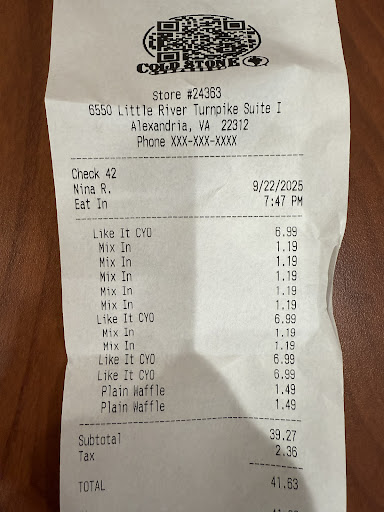 COLD STONE
Store #24363
6550 Little River Turnpike Suite I
Alexandria, VA 22312
Phone XXX-XXX-XXXX
Check 42
Nina R. 9/22/2025
Eat In 7:47 PM
Like It CYO 6.99
Mix In 1.19
Mix In 1.19
Mix In 1.19
Mix In 1.19
Mix In 1.19
Like It CYO 6.99
Mix In 1.19
Mix In 1.19
Like It CYO 6.99
Like It CYO 6.99
Plain Waffle 1.49
Plain Waffle 1.49
Subtotal 39.27
Tax 2.36
TOTAL 41.63